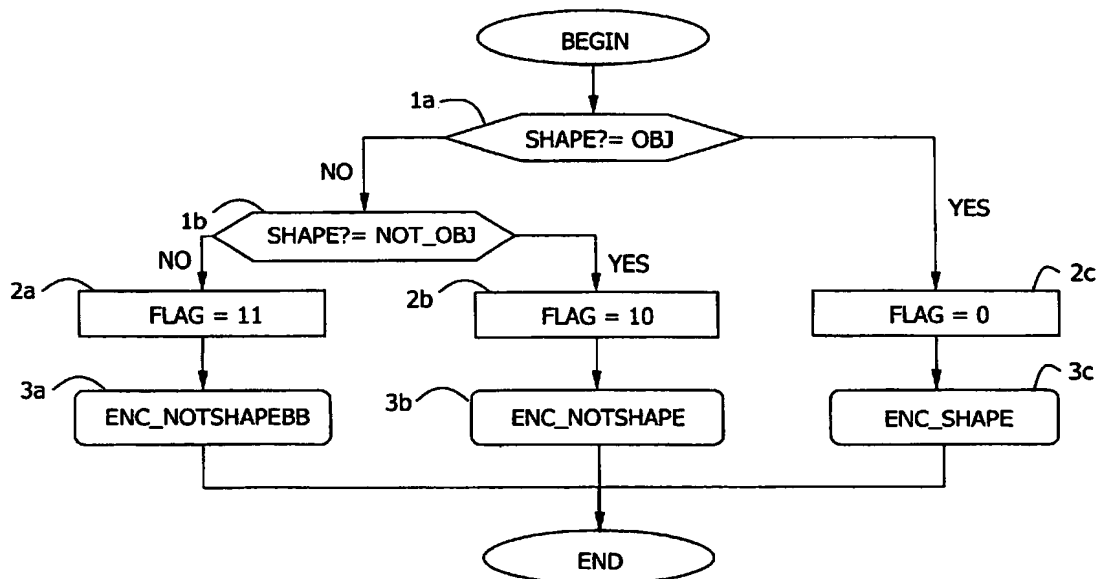 BEGIN
1a
SHAPE?= OBJ
NO
YES
1b
SHAPE?= NOT_OBJ
NO
YES
2a
FLAG = 11
2b
FLAG = 10
2c
FLAG = 0
3a
ENC_NOTSHAPEBB
3b
ENC_NOTSHAPE
3c
ENC_SHAPE
END